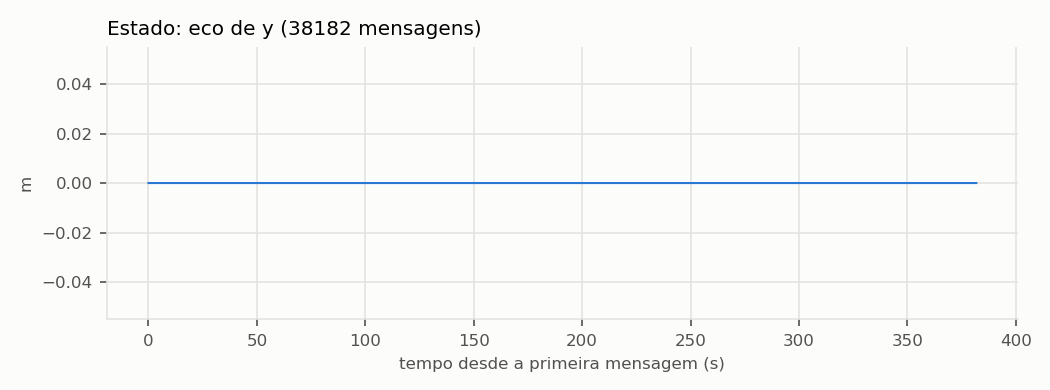 Estado: eco de y (38182 mensagens)
0.04
0.02
0.00
−0.02
−0.04
m
0 50 100 150 200 250 300 350 400
tempo desde a primeira mensagem (s)